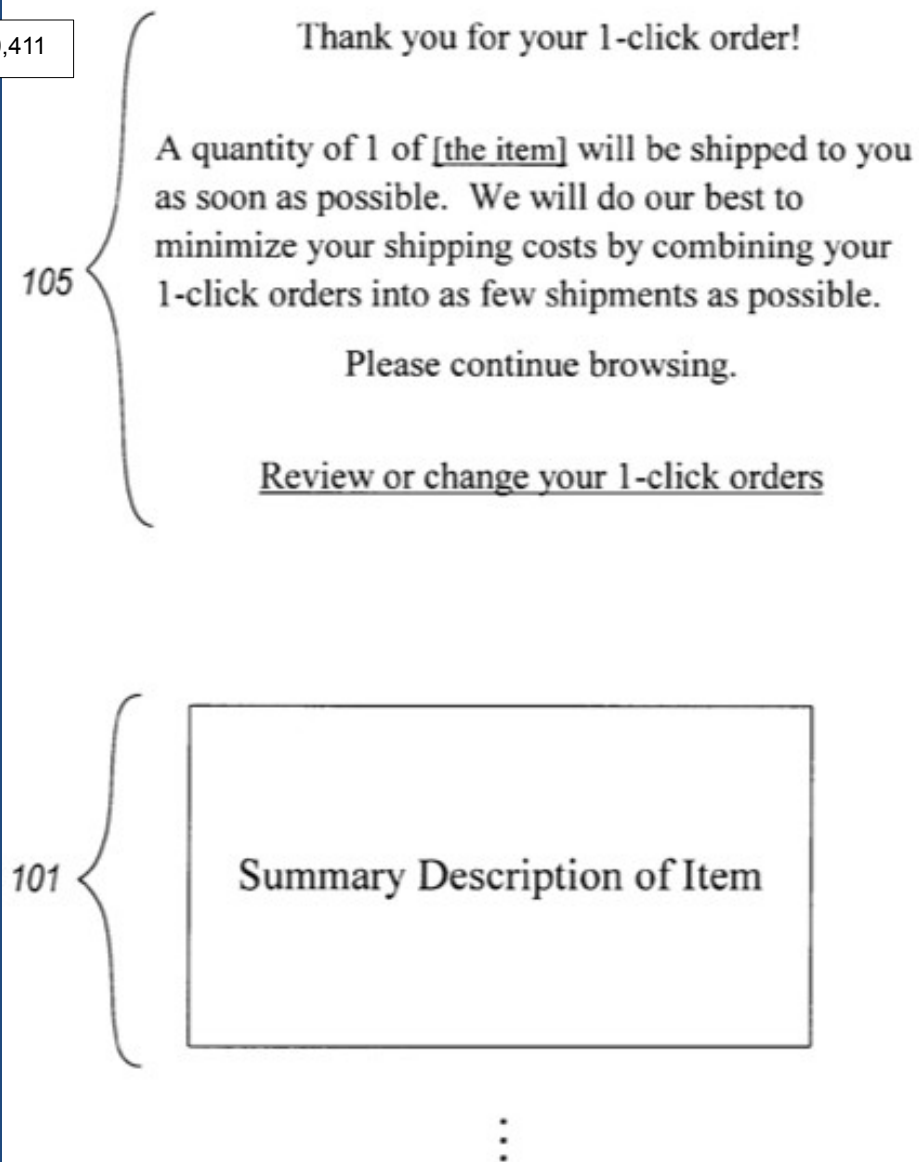 ,411
Thank you for your 1-click order!
A quantity of 1 of [the item] will be shipped to you
as soon as possible. We will do our best to
minimize your shipping costs by combining your
1-click orders into as few shipments as possible.
105
Please continue browsing.
Review or change your 1-click orders
101
Summary Description of Item